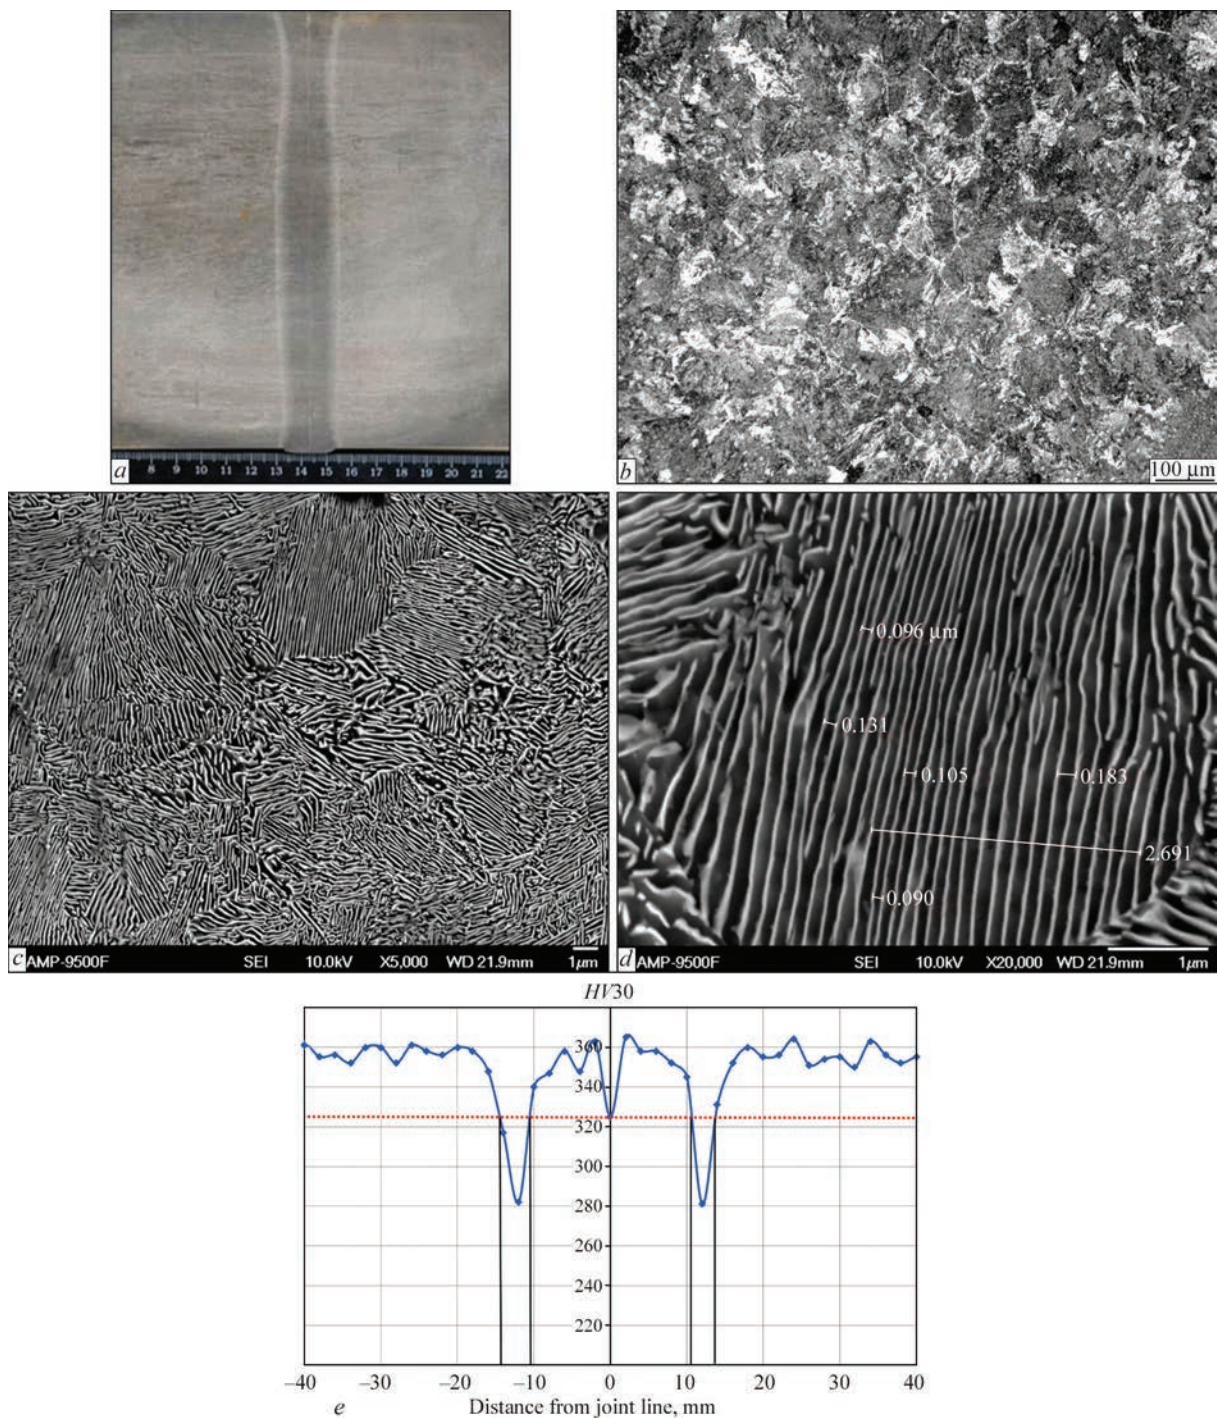 a 8 9 10 11 12 13 14 15 16 17 18 19 20 21 22
b 100 µm
c AMP-9500F SEI 10.0kV X5,000 WD 21.9mm 1µm
0.096 µm
0.131
0.105
0.183
2.691
0.090
d AMP-9500F SEI 10.0kV X20,000 WD 21.9mm 1µm
HV30
360
340
320
300
280
260
240
220
–40 –30 –20 –10 0 10 20 30 40
e Distance from joint line, mm